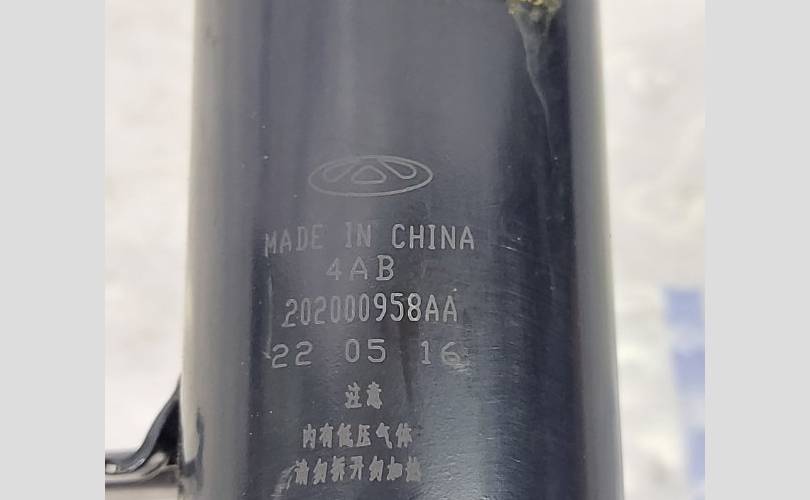 MADE IN CHINA
4AB
202000958AA
22 05 16
注意
内有低压气体
请勿拆开勿加热